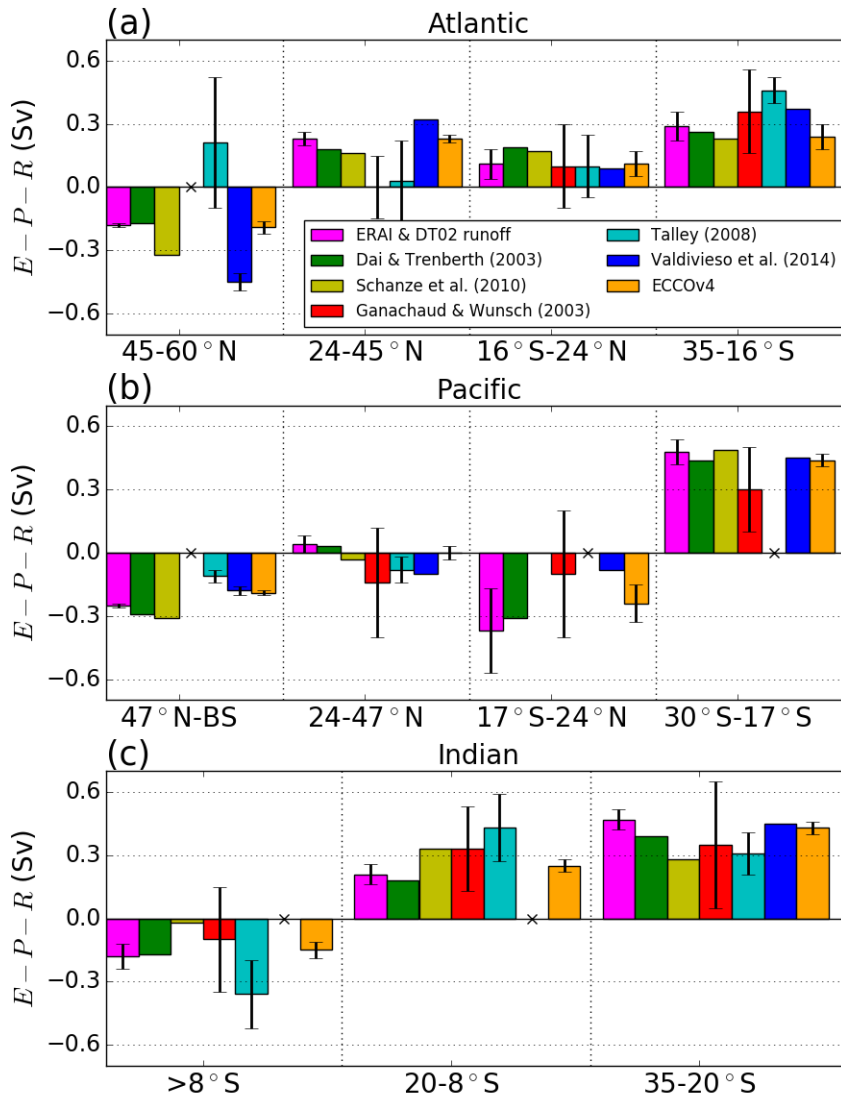 (a) Atlantic
E − P − R (Sv)
0.6
0.3
0.0
−0.3
−0.6
ERAI & DT02 runoff
Dai & Trenberth (2003)
Schanze et al. (2010)
Ganachaud & Wunsch (2003)
Talley (2008)
Valdivieso et al. (2014)
ECCOv4
45-60°N 24-45°N 16°S-24°N 35-16°S
(b) Pacific
E − P − R (Sv)
0.6
0.3
0.0
−0.3
−0.6
47°N-BS 24-47°N 17°S-24°N 30°S-17°S
(c) Indian
E − P − R (Sv)
0.6
0.3
0.0
−0.3
−0.6
>8°S 20-8°S 35-20°S